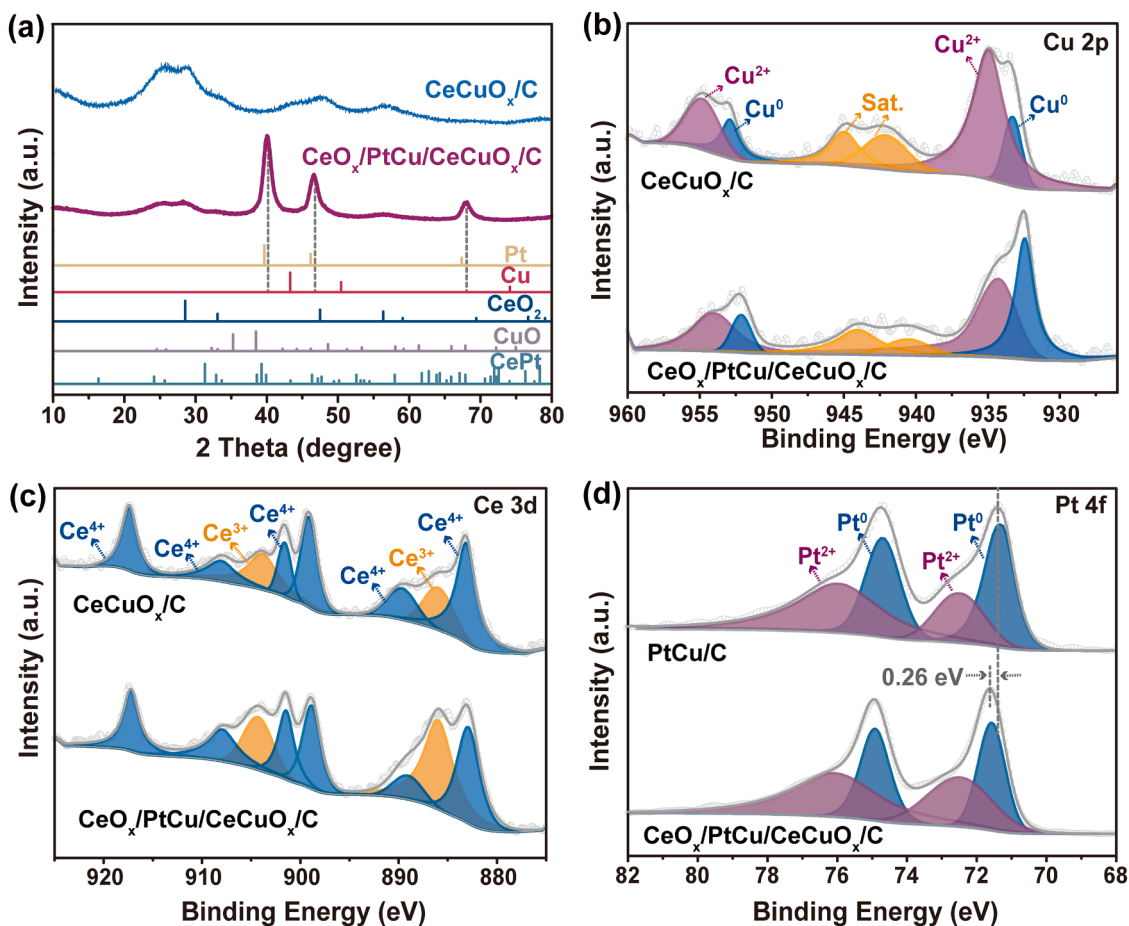 (a)
CeCuOₓ/C
CeOₓ/PtCu/CeCuOₓ/C
Pt
Cu
CeO₂
CuO
CePt
Intensity (a.u.)
10 20 30 40 50 60 70 80
2 Theta (degree)
(b)
Cu 2p
Cu²⁺
Cu²⁺
Cu⁰
Sat.
Cu⁰
CeCuOₓ/C
CeOₓ/PtCu/CeCuOₓ/C
Intensity (a.u.)
960 955 950 945 940 935 930
Binding Energy (eV)
(c)
Ce 3d
Ce⁴⁺
Ce⁴⁺
Ce³⁺
Ce⁴⁺
Ce⁴⁺
Ce³⁺
Ce⁴⁺
CeCuOₓ/C
CeOₓ/PtCu/CeCuOₓ/C
Intensity (a.u.)
920 910 900 890 880
Binding Energy (eV)
(d)
Pt 4f
Pt²⁺
Pt⁰
Pt²⁺
Pt⁰
PtCu/C
0.26 eV
CeOₓ/PtCu/CeCuOₓ/C
Intensity (a.u.)
82 80 78 76 74 72 70 68
Binding Energy (eV)